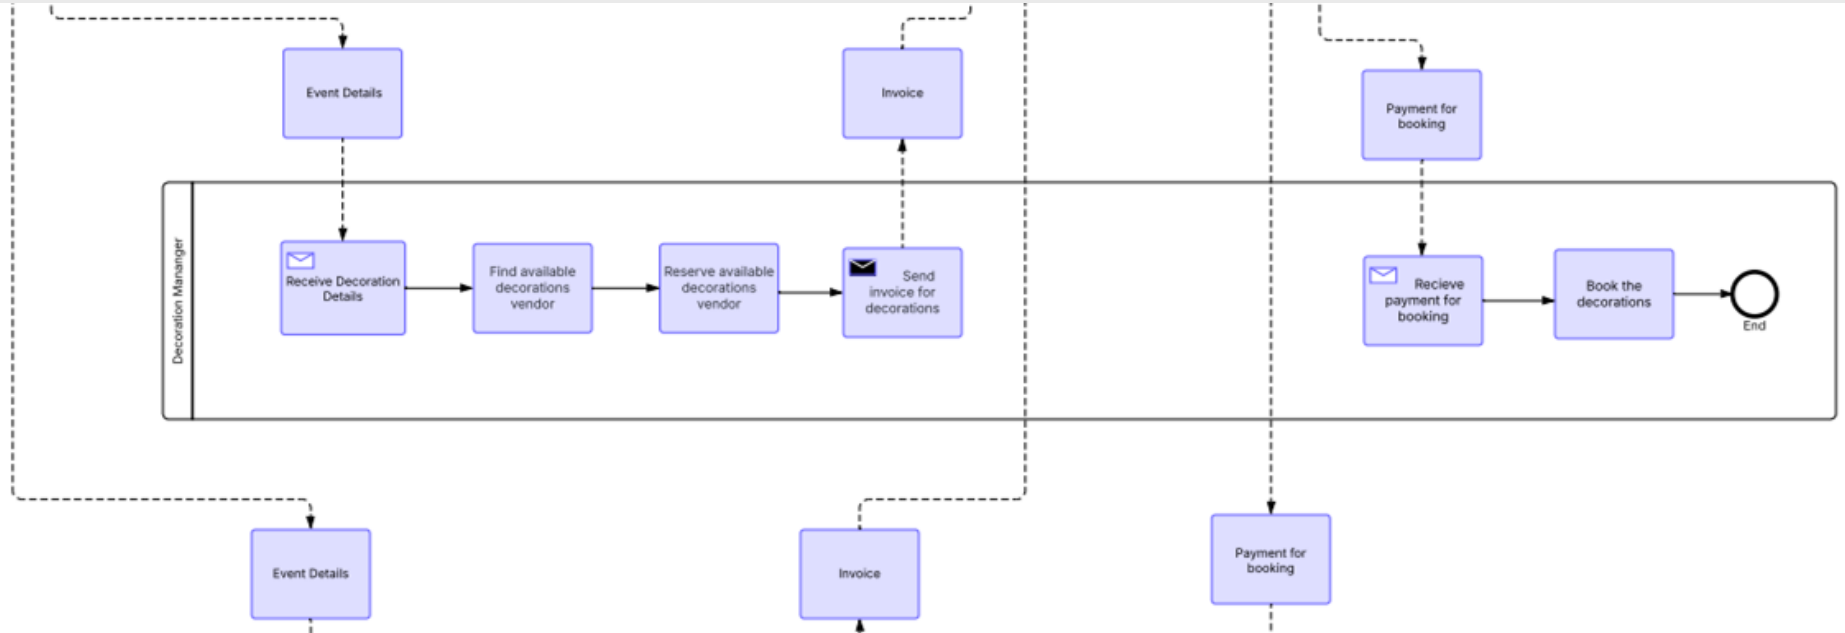 Event Details
Invoice
Payment for
booking
Decoration Mananger
Receive Decoration
Details
Find available
decorations
vendor
Reserve available
decorations
vendor
Send
invoice for
decorations
Recieve
payment for
booking
Book the
decorations
End
Event Details
Invoice
Payment for
booking